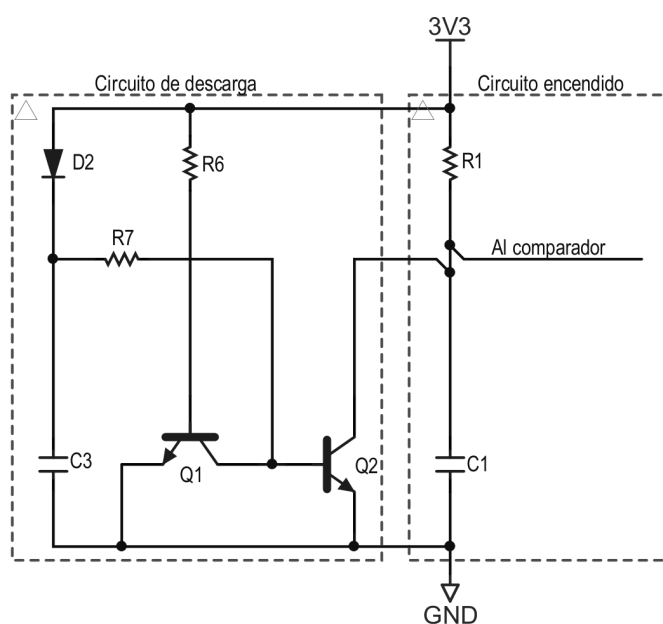 3V3
Circuito de descarga
Circuito encendido
D2
R6
R1
R7
Al comparador
C3
Q1
Q2
C1
GND